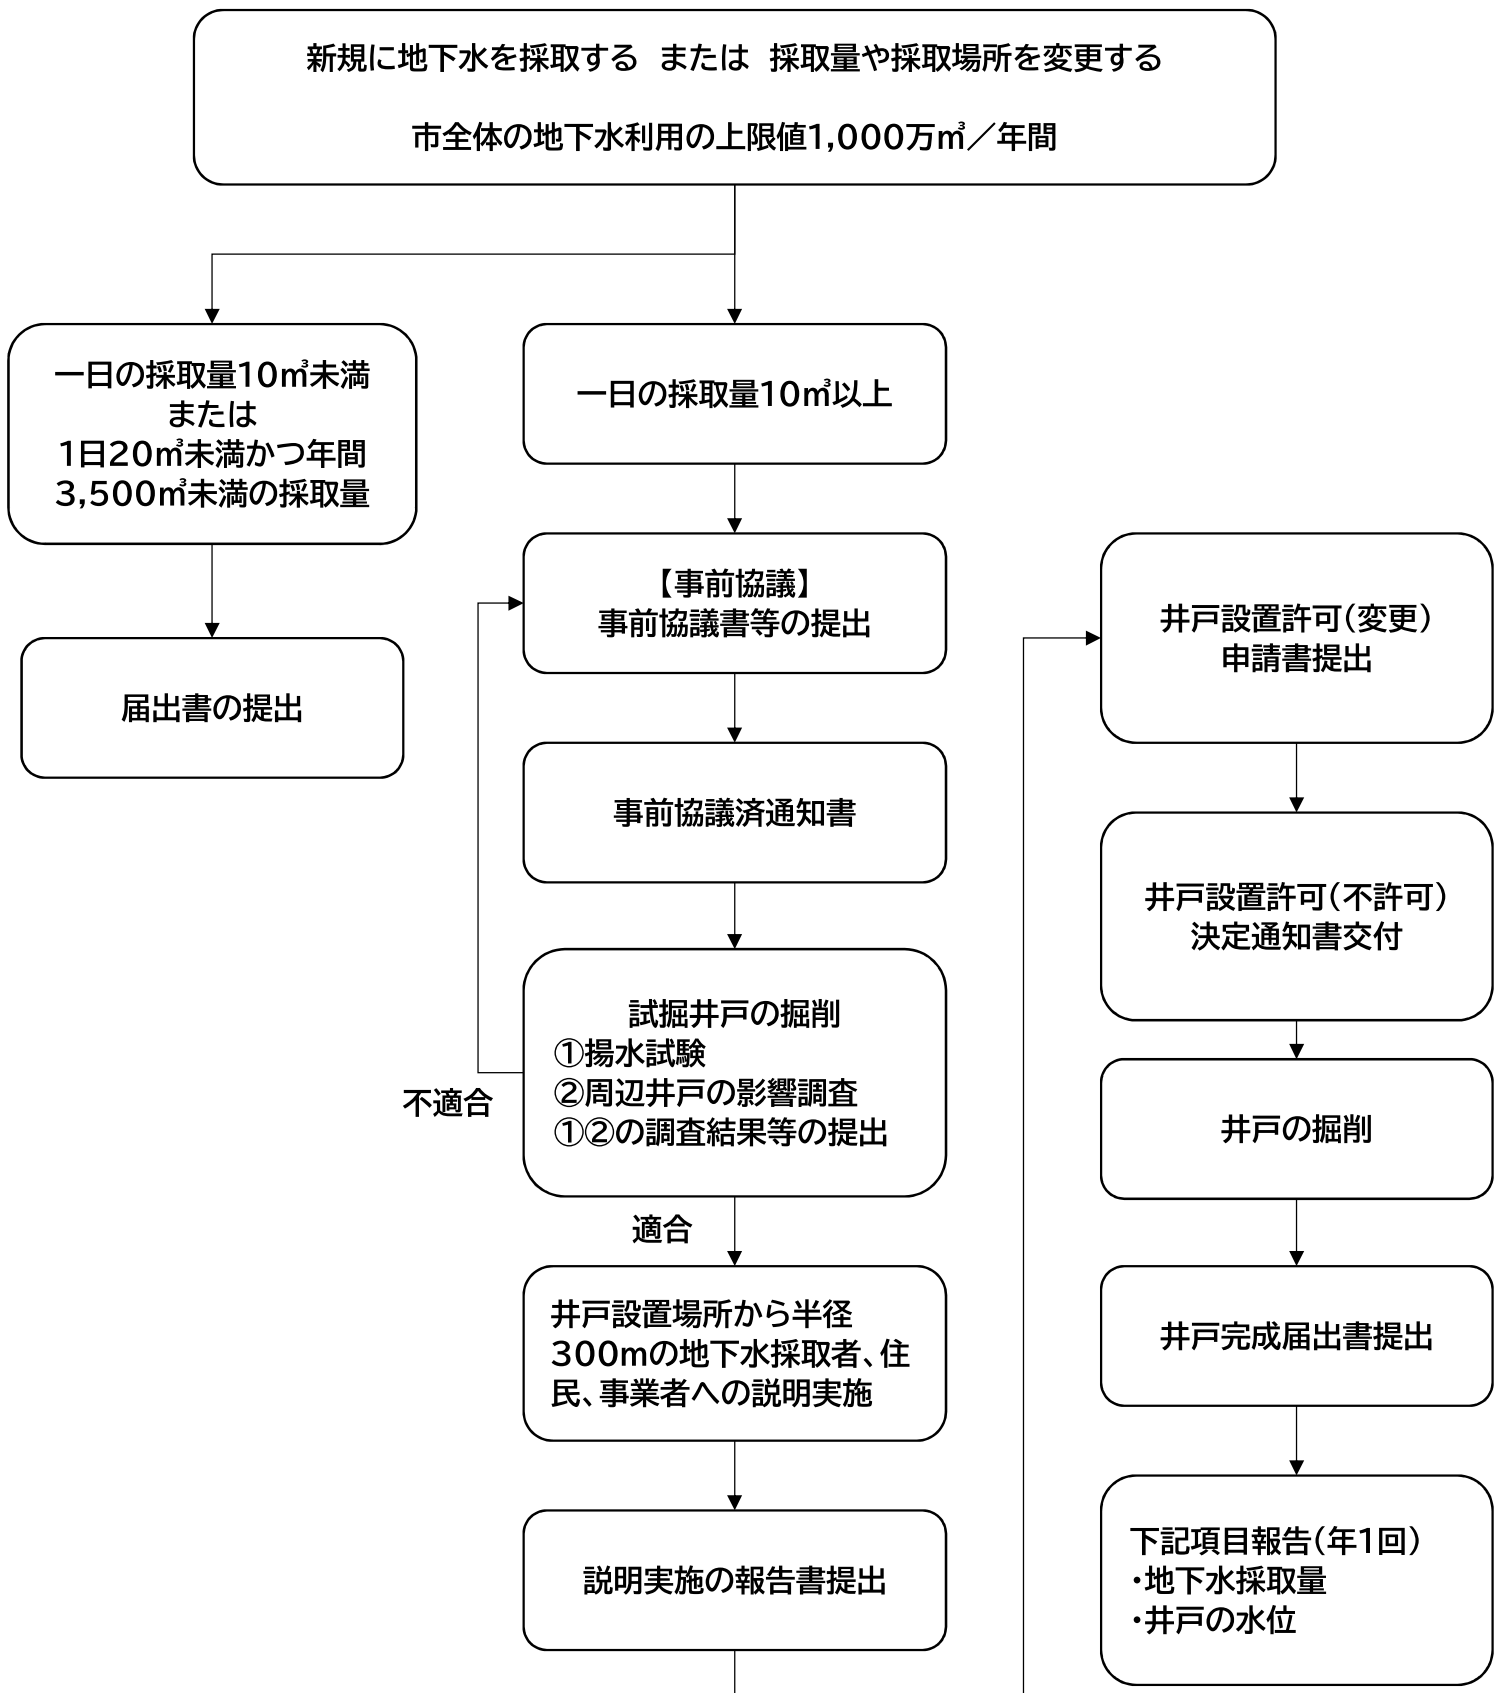 新規に地下水を採取する　または　採取量や採取場所を変更する
市全体の地下水利用の上限値1,000万㎥／年間
一日の採取量10㎥未満
または
1日20㎥未満かつ年間
3,500㎥未満の採取量
届出書の提出
一日の採取量10㎥以上
【事前協議】
事前協議書等の提出
事前協議済通知書
試掘井戸の掘削
①揚水試験
②周辺井戸の影響調査
①②の調査結果等の提出
不適合
適合
井戸設置場所から半径
300mの地下水採取者、住
民、事業者への説明実施
説明実施の報告書提出
井戸設置許可（変更）
申請書提出
井戸設置許可（不許可）
決定通知書交付
井戸の掘削
井戸完成届出書提出
下記項目報告（年1回）
・地下水採取量
・井戸の水位